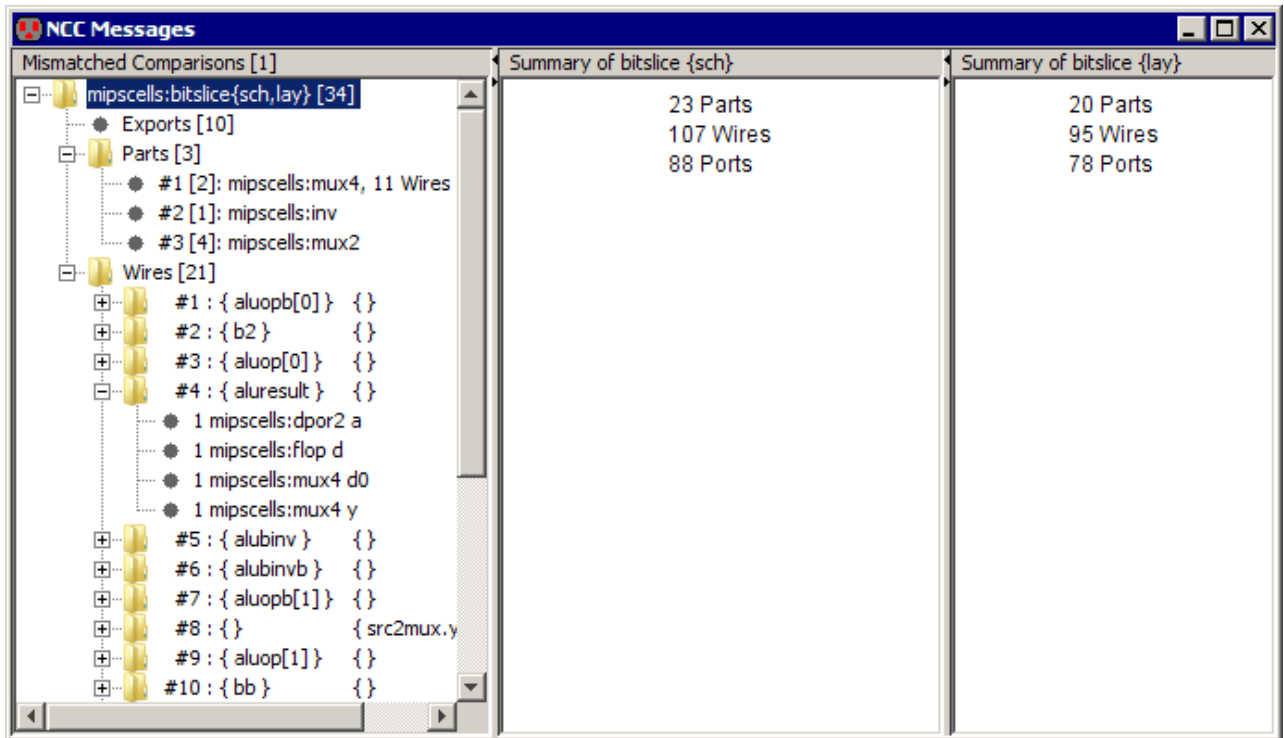 NCC Messages
Mismatched Comparisons [1]
mipscells:bitslice{sch,lay} [34]
Exports [10]
Parts [3]
#1 [2]: mipscells:mux4, 11 Wires
#2 [1]: mipscells:inv
#3 [4]: mipscells:mux2
Wires [21]
#1 : { aluopb[0] } { }
#2 : { b2 } { }
#3 : { aluop[0] } { }
#4 : { aluresult } { }
1 mipscells:dpor2 a
1 mipscells:flop d
1 mipscells:mux4 d0
1 mipscells:mux4 y
#5 : { alubinv } { }
#6 : { alubinvb } { }
#7 : { aluopb[1] } { }
#8 : { } { src2mux.y
#9 : { aluop[1] } { }
#10 : { bb } { }
Summary of bitslice {sch}
23 Parts
107 Wires
88 Ports
Summary of bitslice {lay}
20 Parts
95 Wires
78 Ports